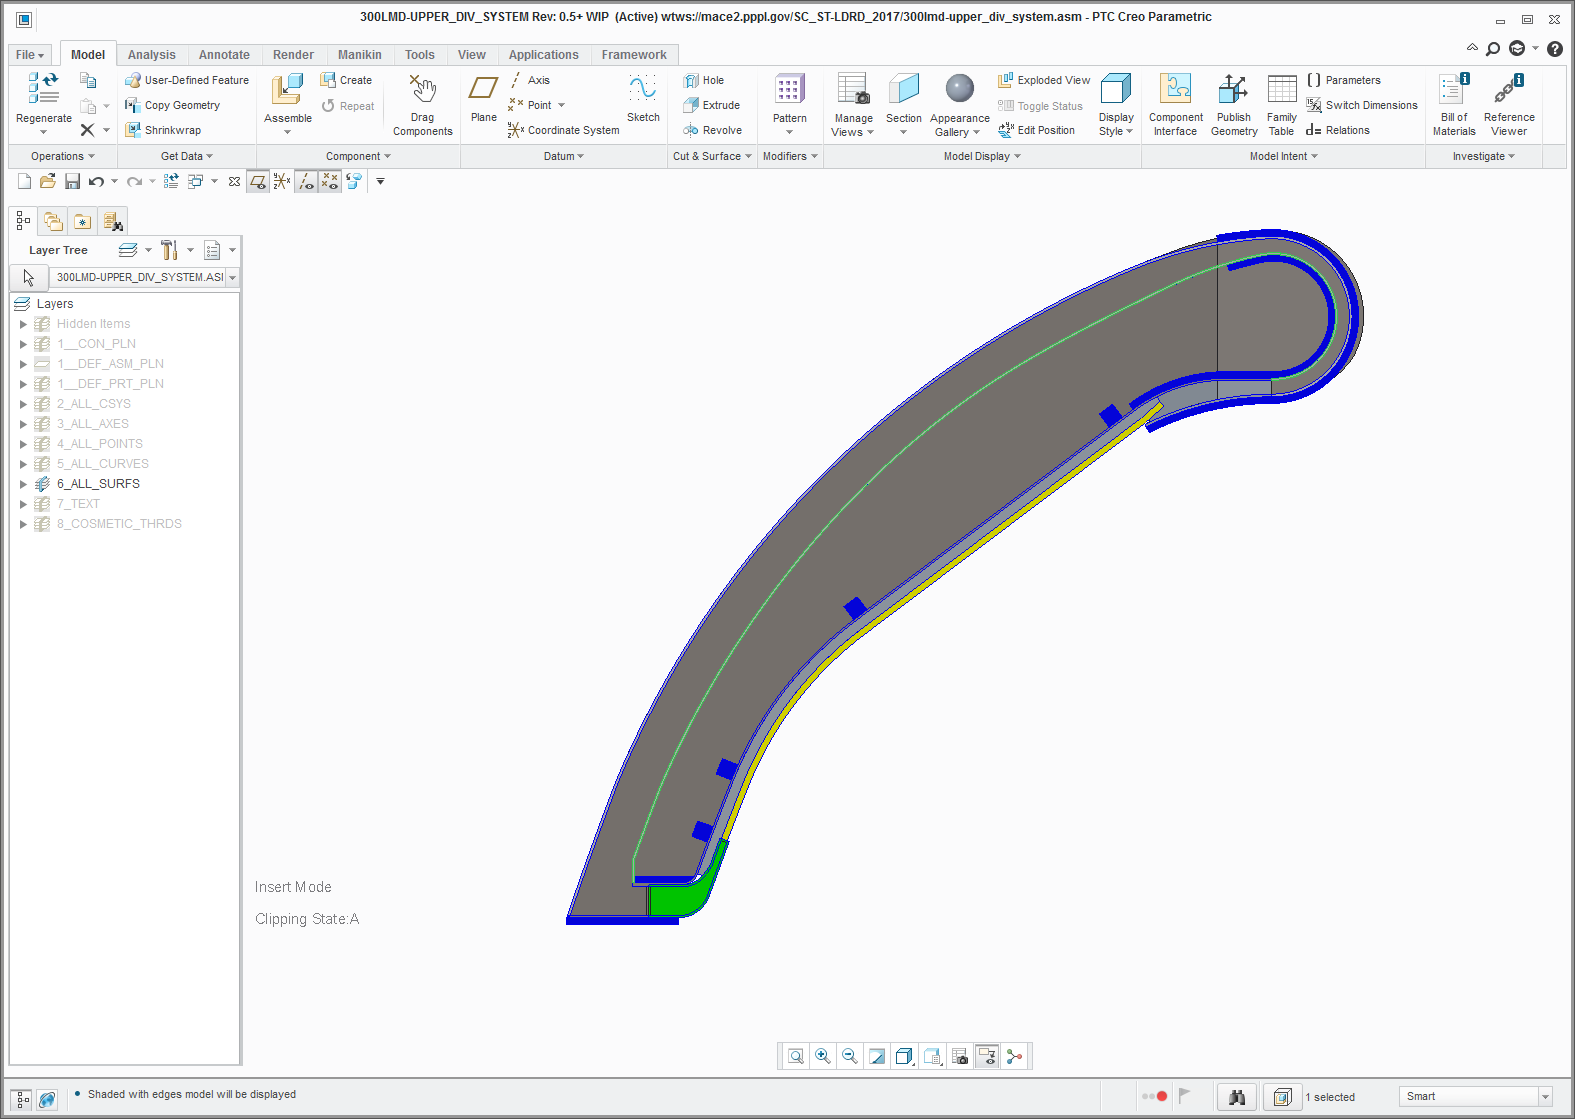 300LMD-UPPER_DIV_SYSTEM Rev: 0.5+ WIP (Active) wtws://mace2.pppl.gov/SC_ST-LDRD_2017/300lmd-upper_div_system.asm - PTC Creo Parametric
File Model Analysis Annotate Render Manikin Tools View Applications Framework
Regenerate
User-Defined Feature
Copy Geometry
Shrinkwrap
Assemble
Create
Repeat
Drag
Components
Plane
Axis
Point
Coordinate System
Sketch
Hole
Extrude
Revolve
Pattern
Manage
Views
Section
Appearance
Gallery
Exploded View
Toggle Status
Edit Position
Display
Style
Component
Interface
Publish
Geometry
Family
Table
Parameters
Switch Dimensions
Relations
Bill of
Materials
Reference
Viewer
Operations Get Data Component Datum Cut & Surface Modifiers Model Display Model Intent Investigate
Layer Tree
300LMD-UPPER_DIV_SYSTEM.ASI
Layers
Hidden Items
1__CON_PLN
1__DEF_ASM_PLN
1__DEF_PRT_PLN
2_ALL_CSYS
3_ALL_AXES
4_ALL_POINTS
5_ALL_CURVES
6_ALL_SURFS
7_TEXT
8_COSMETIC_THRDS
Insert Mode
Clipping State:A
Shaded with edges model will be displayed
1 selected
Smart